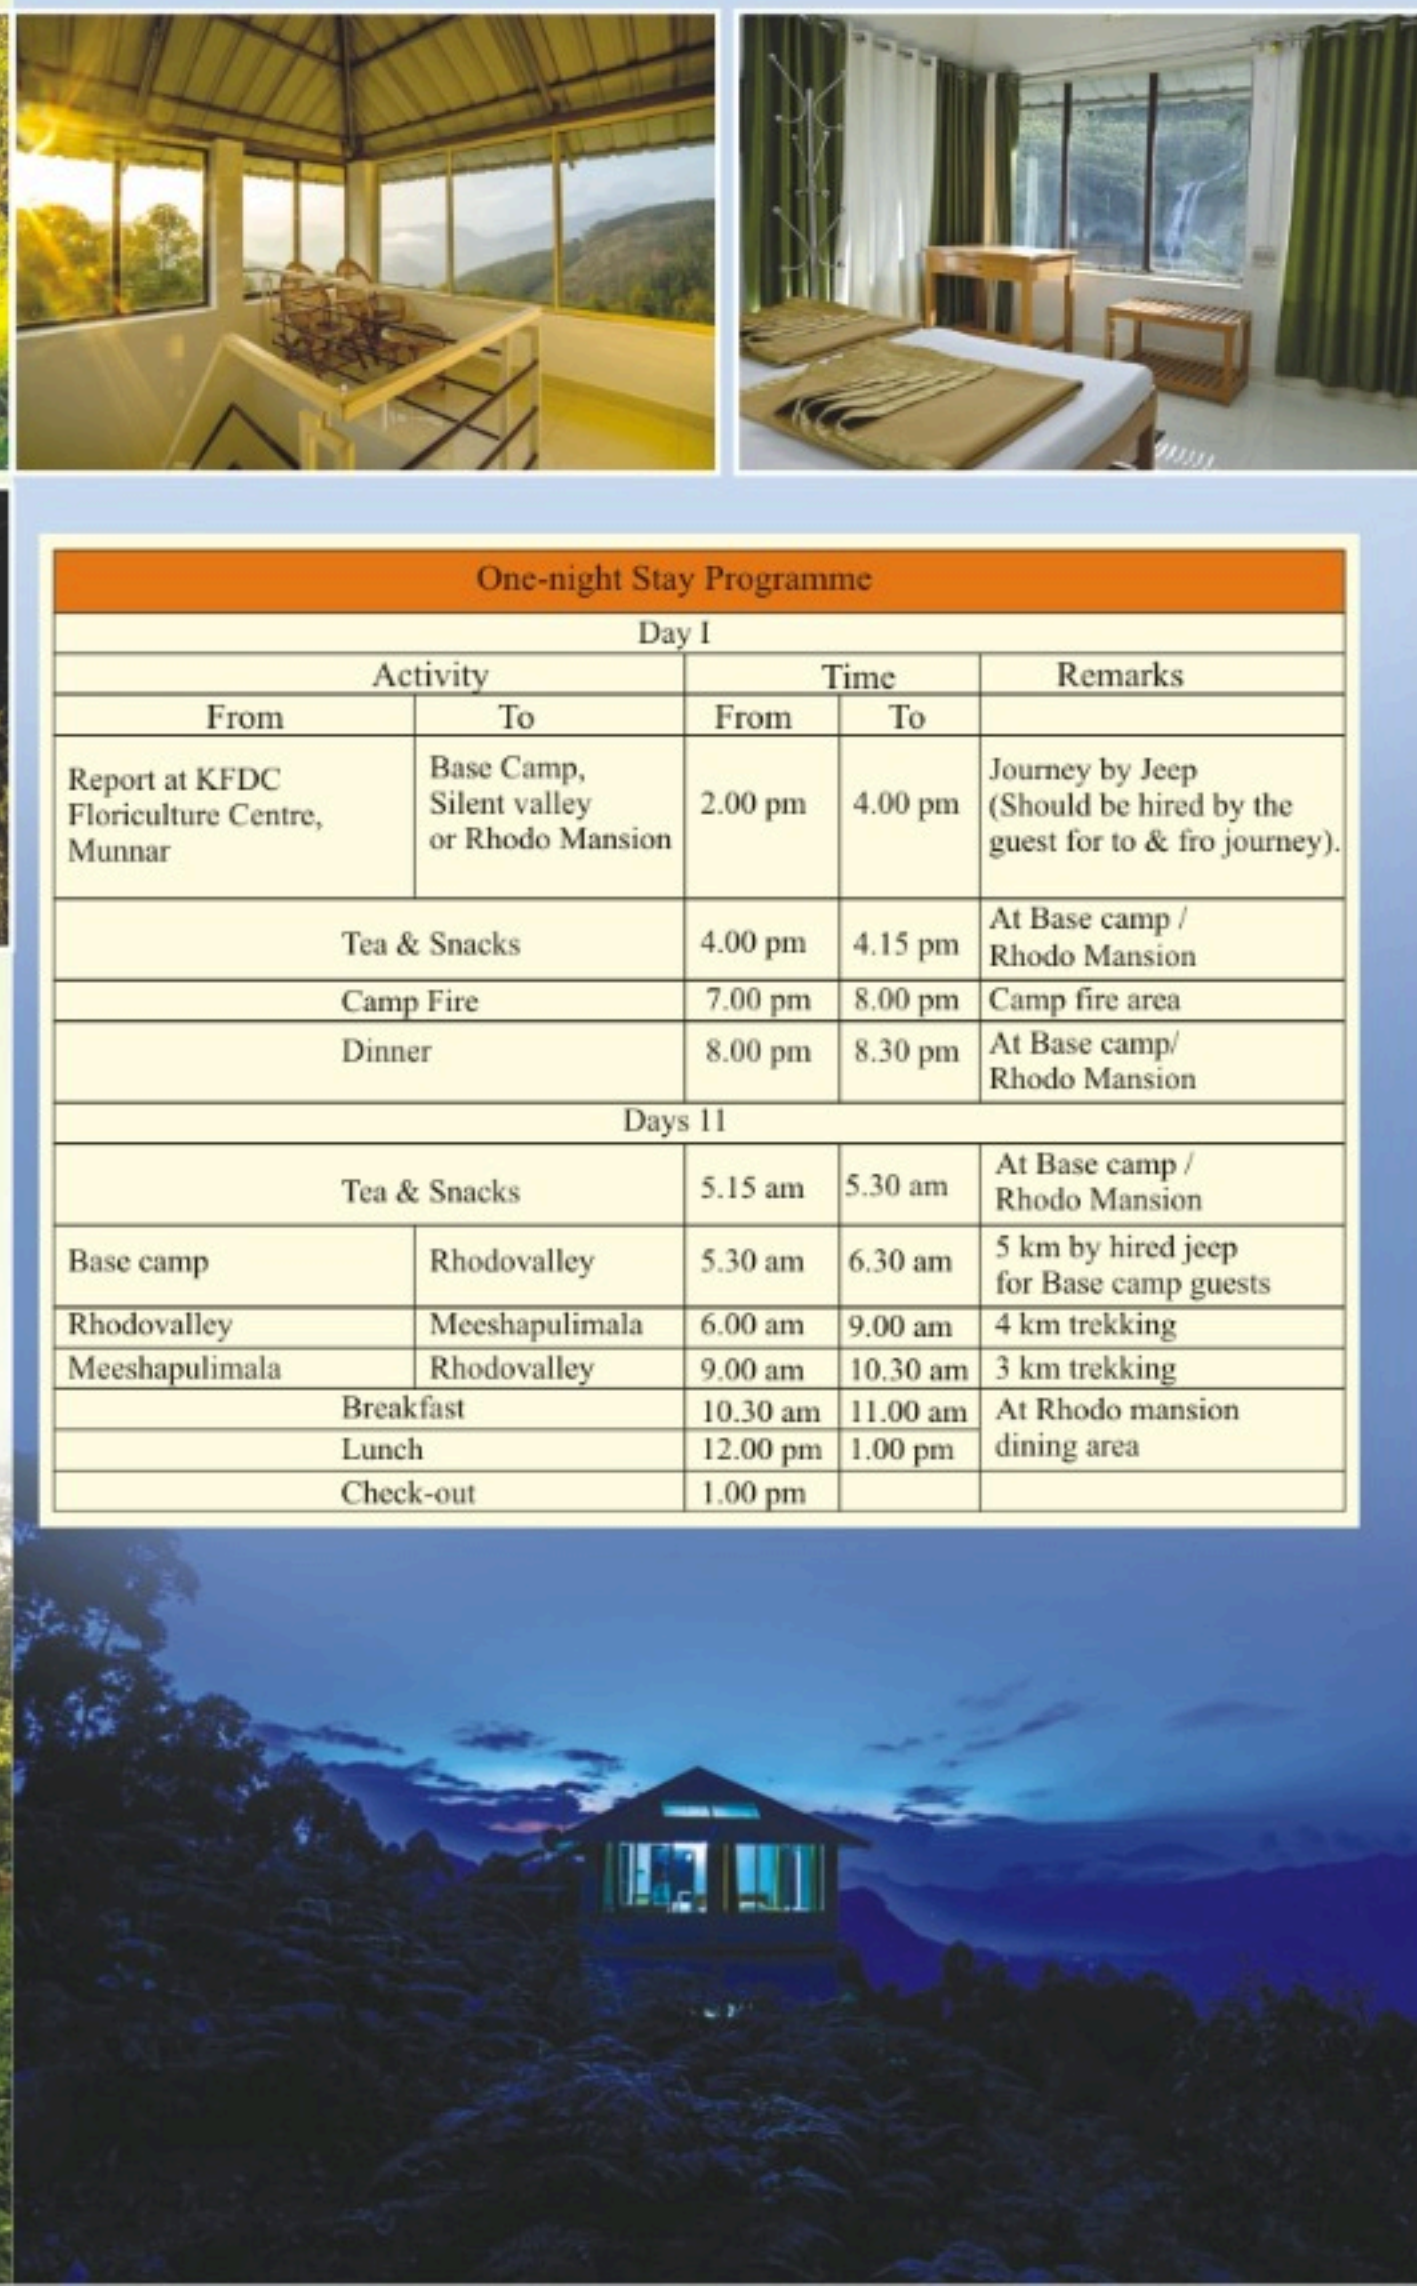 One-night Stay Programme
Day I
Activity Time Remarks
From To From To
Report at KFDC
Floriculture Centre,
Munnar
Base Camp,
Silent valley
or Rhodo Mansion
2.00 pm 4.00 pm
Journey by Jeep
(Should be hired by the
guest for to & fro journey).
Tea & Snacks 4.00 pm 4.15 pm
At Base camp /
Rhodo Mansion
Camp Fire 7.00 pm 8.00 pm Camp fire area
Dinner 8.00 pm 8.30 pm
At Base camp/
Rhodo Mansion
Days 11
Tea & Snacks 5.15 am 5.30 am
At Base camp /
Rhodo Mansion
Base camp Rhodovalley 5.30 am 6.30 am
5 km by hired jeep
for Base camp guests
Rhodovalley Meeshapulimala 6.00 am 9.00 am 4 km trekking
Meeshapulimala Rhodovalley 9.00 am 10.30 am 3 km trekking
Breakfast 10.30 am 11.00 am At Rhodo mansion
Lunch 12.00 pm 1.00 pm dining area
Check-out 1.00 pm